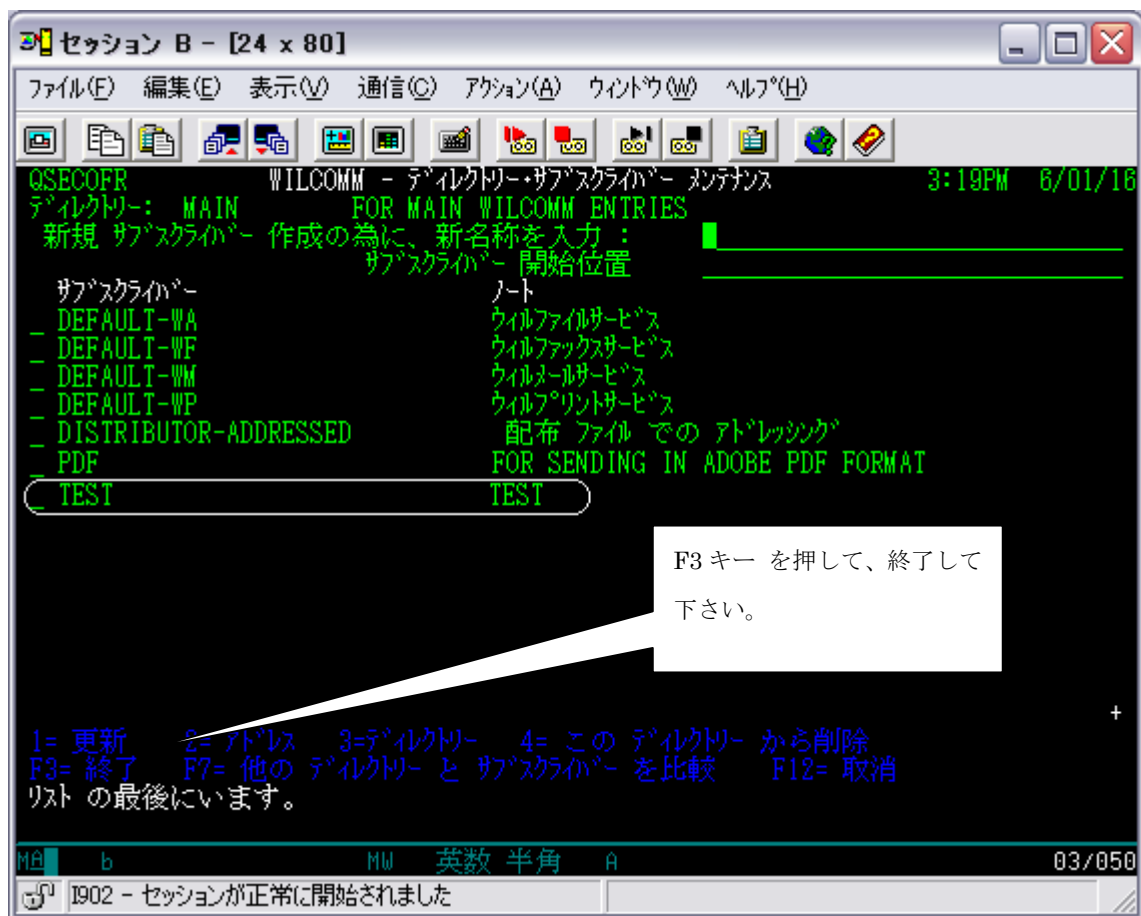 セッション B - [24 x 80]
ファイル(F) 編集(E) 表示(V) 通信(C) アクション(A) ウィンドウ(W) ヘルプ(H)
QSECOFR WILCOMM - ディレクトリー・サブスクライバー メンテナンス 3:19PM 6/01/16
ディレクトリー: MAIN FOR MAIN WILCOMM ENTRIES
新規 サブスクライバー 作成の為に、新名称を入力 :
サブスクライバー 開始位置
サブスクライバー ノート
_ DEFAULT-WA ウィルファイルサービス
_ DEFAULT-WF ウィルファックスサービス
_ DEFAULT-WM ウィルメールサービス
_ DEFAULT-WP ウィルプリントサービス
_ DISTRIBUTOR-ADDRESSED 配布 ファイル での アドレッシング
_ PDF FOR SENDING IN ADOBE PDF FORMAT
_ TEST TEST
F3 キー を押して、終了して
下さい。
+
1= 更新 2= アドレス 3=ディレクトリー 4= この ディレクトリー から削除
F3= 終了 F7= 他の ディレクトリー と サブスクライバー を比較 F12= 取消
リスト の最後にいます。
MA b MW 英数 半角 A 03/050
I902 - セッションが正常に開始されました